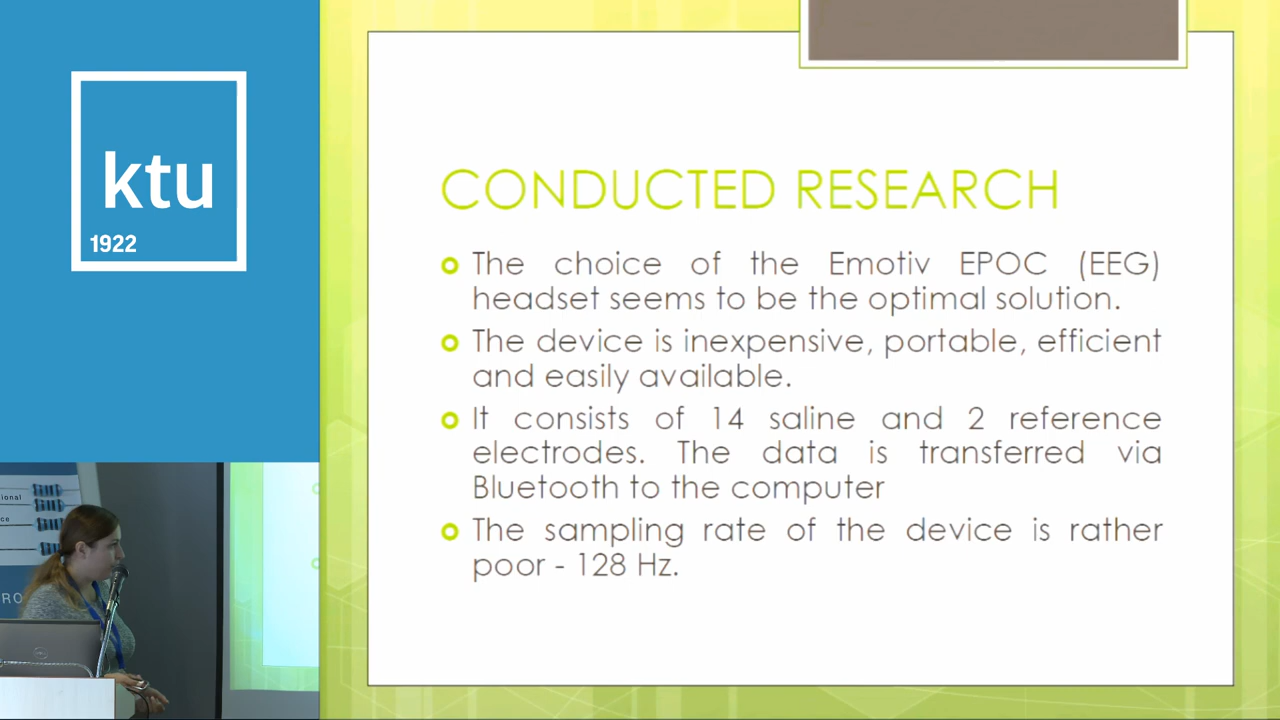 ktu
1922
CONDUCTED RESEARCH
The choice of the Emotiv EPOC (EEG)
headset seems to be the optimal solution.
The device is inexpensive, portable, efficient
and easily available.
It consists of 14 saline and 2 reference
electrodes. The data is transferred via
Bluetooth to the computer
The sampling rate of the device is rather
poor - 128 Hz.